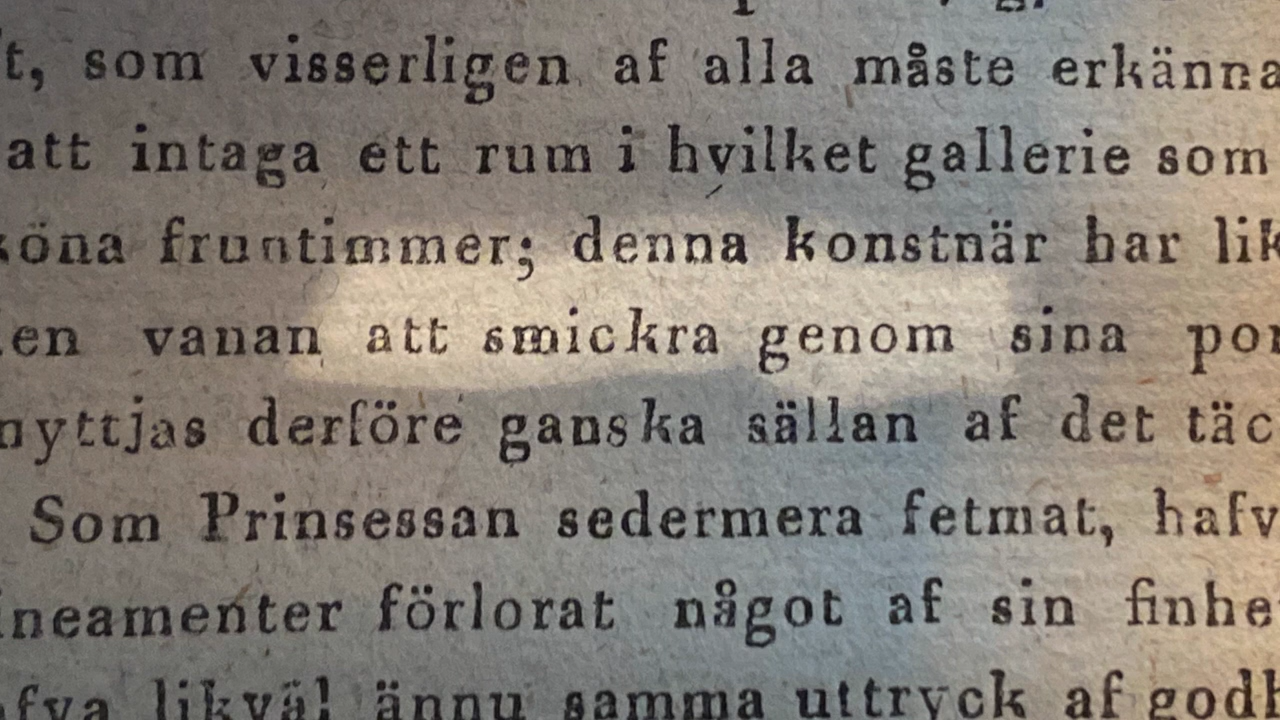 t, som visserligen af alla måste erkänna
att intaga ett rum i hvilket gallerie som
köna fruntimmer; denna konstnär har lik
en vanan att smickra genom sina por
nyttjas derföre ganska sällan af det täc
Som Prinsessan sedermera fetmat, hafv
ineamenter förlorat något af sin finhe
afva likväl ännu samma uttryck af godh